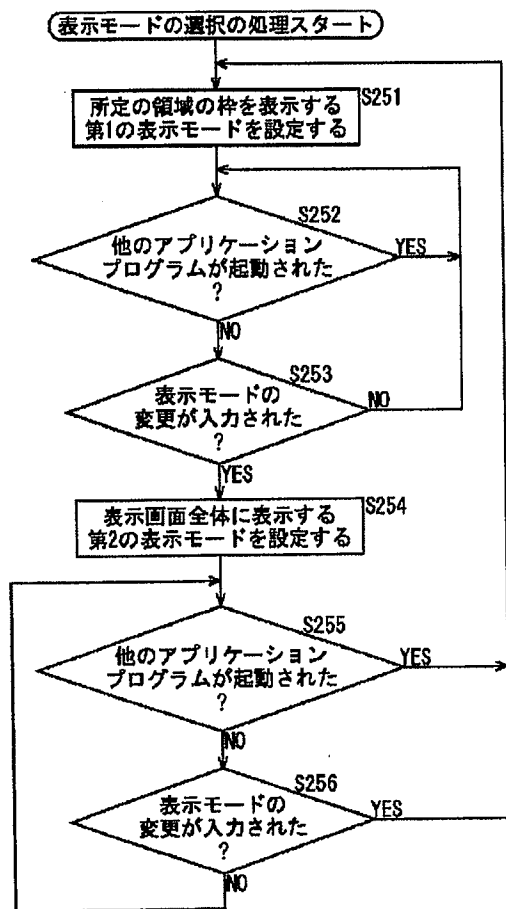 表示モードの選択の処理スタート
S251
所定の領域の枠を表示する
第1の表示モードを設定する
S252
他のアプリケーション
プログラムが起動された
?
YES
NO
S253
表示モードの
変更が入力された
?
NO
YES
S254
表示画面全体に表示する
第2の表示モードを設定する
S255
他のアプリケーション
プログラムが起動された
?
YES
NO
S256
表示モードの
変更が入力された
?
YES
NO